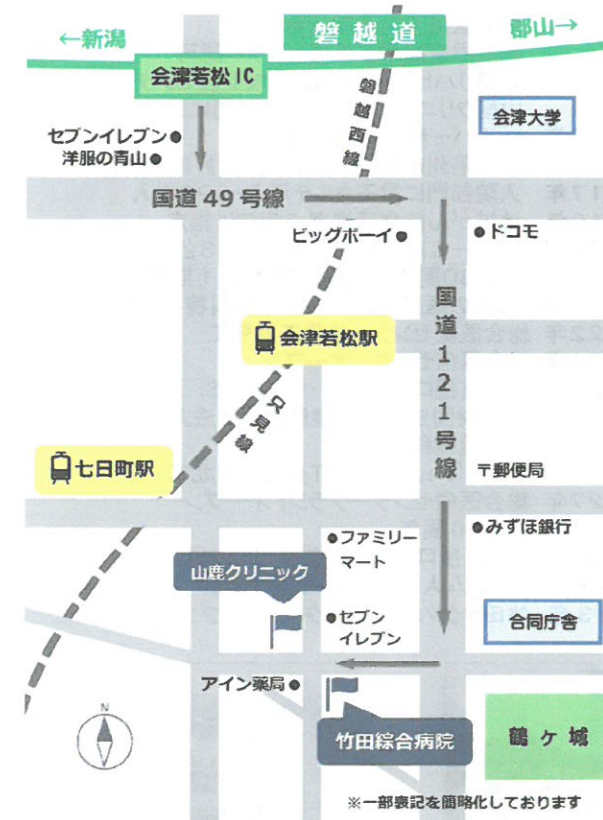 ←新潟
磐越道
郡山→
会津若松IC
磐越西線
会津大学
セブンイレブン●
洋服の青山●
国道49号線
ビッグボーイ●
●ドコモ
国道121号線
会津若松駅
只見線
七日町駅
〒郵便局
●みずほ銀行
●ファミリー
マート
山鹿クリニック
●セブン
イレブン
合同庁舎
アイン薬局●
N
竹田綜合病院
鶴ヶ城
※一部表記を簡略化しております